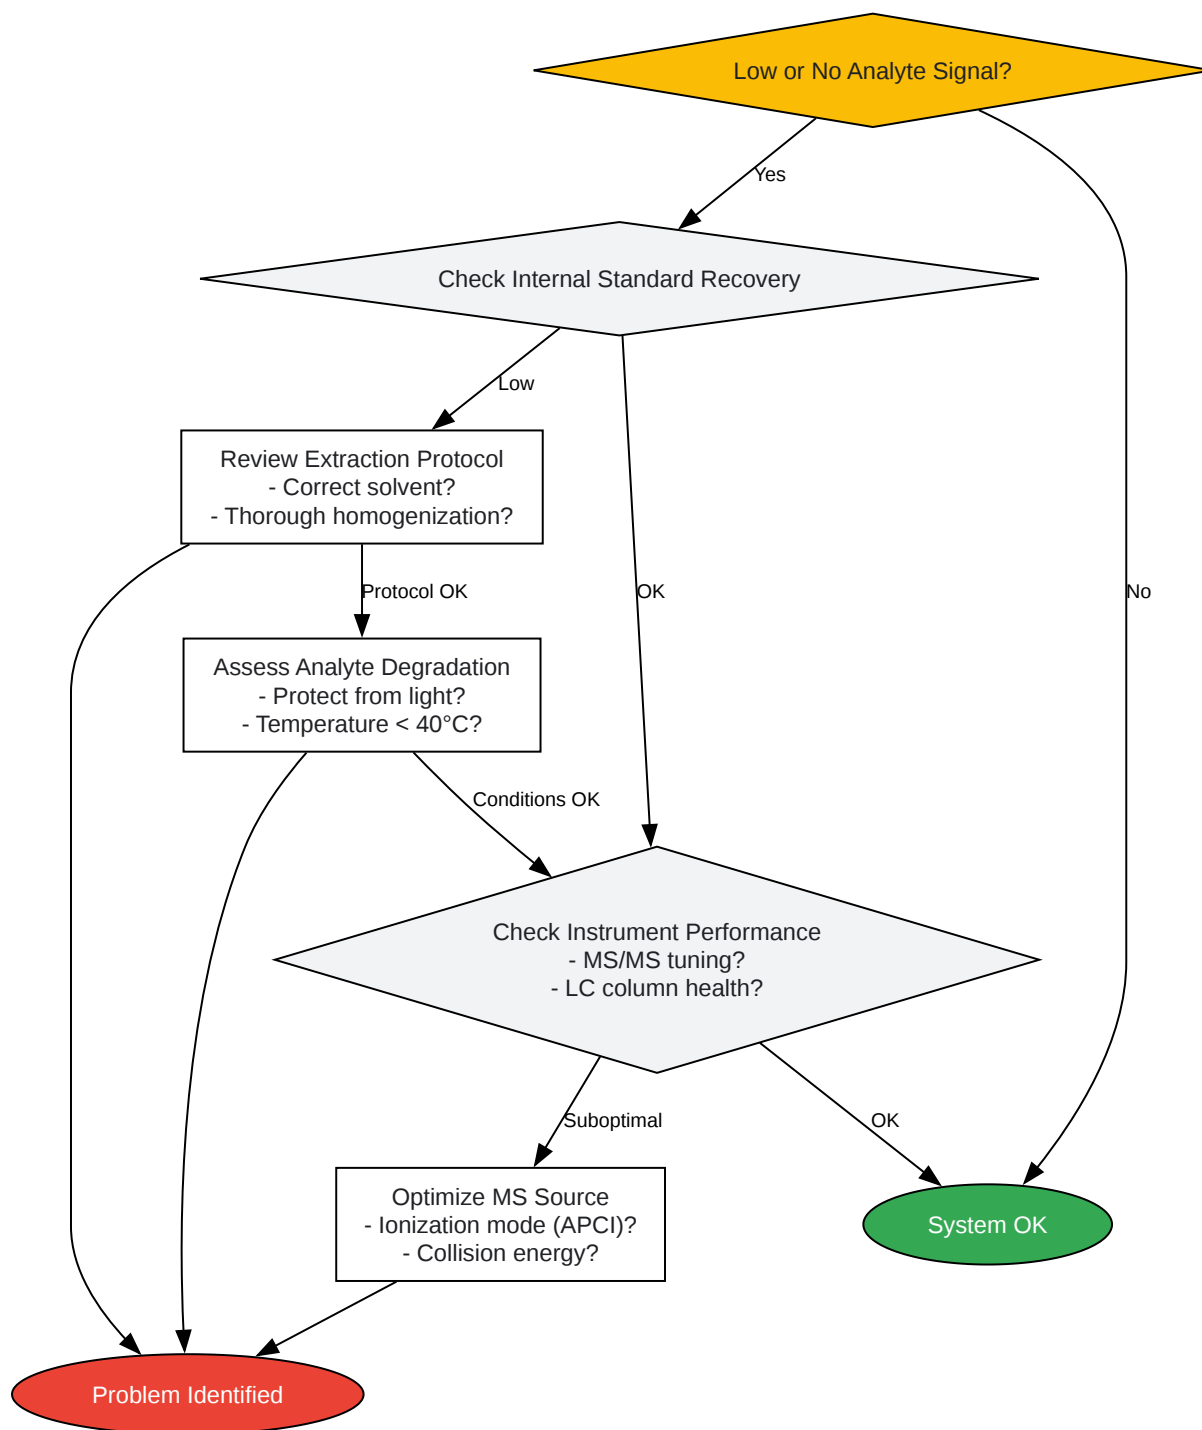 Low or No Analyte Signal?
Yes
Check Internal Standard Recovery
Low
Review Extraction Protocol
- Correct solvent?
- Thorough homogenization?
Protocol OK
OK
No
Assess Analyte Degradation
- Protect from light?
- Temperature < 40°C?
Conditions OK
Check Instrument Performance
- MS/MS tuning?
- LC column health?
Suboptimal
OK
Optimize MS Source
- Ionization mode (APCI)?
- Collision energy?
System OK
Problem Identified